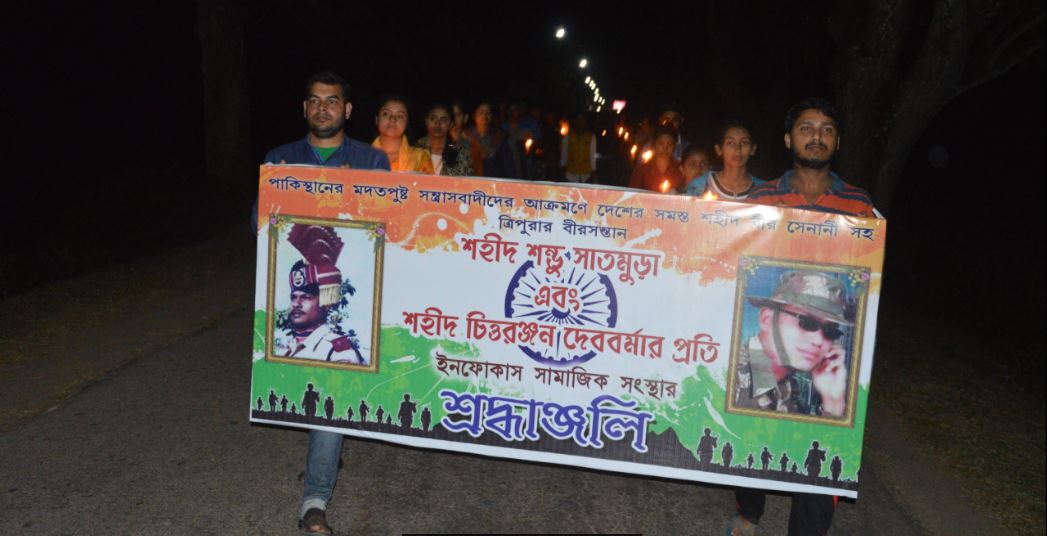 পাকিস্থানের মদতপুষ্ট সন্ত্রাসবাদীদের আক্রমণে দেশের সমস্ত শহীদ বীর সেনানী সহ
ত্রিপুরার বীরসন্তান
শহীদ শম্ভু সাতমুড়া
এবং
শহীদ চিত্তরঞ্জন দেববর্মার প্রতি
ইনফোকাস সামাজিক সংস্থার
শ্রদ্ধাঞ্জলি